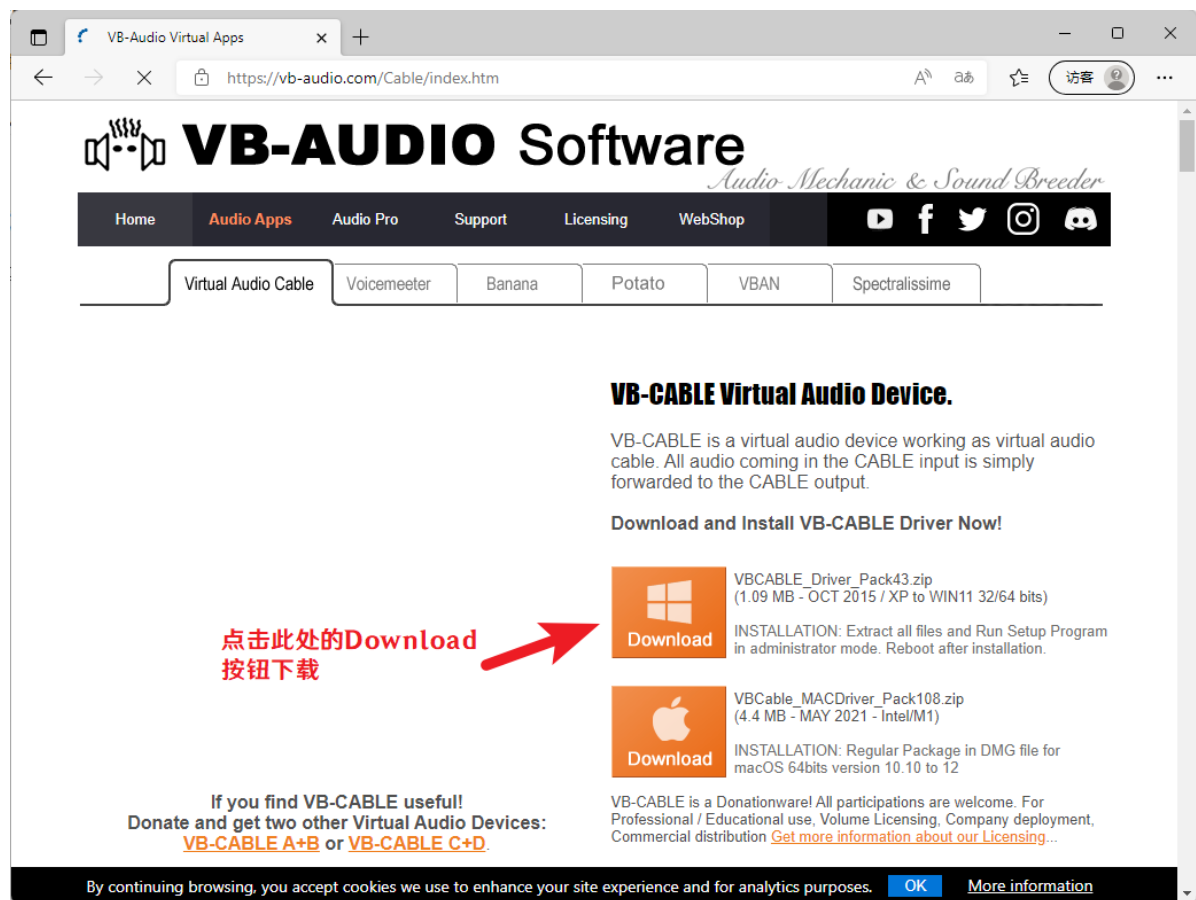 VB-Audio Virtual Apps
https://vb-audio.com/Cable/index.htm
访客
VB-AUDIO Software
Audio Mechanic & Sound Breeder
Home Audio Apps Audio Pro Support Licensing WebShop
Virtual Audio Cable Voicemeeter Banana Potato VBAN Spectralissime
VB-CABLE Virtual Audio Device.
VB-CABLE is a virtual audio device working as virtual audio
cable. All audio coming in the CABLE input is simply
forwarded to the CABLE output.
Download and Install VB-CABLE Driver Now!
Download
VBCABLE_Driver_Pack43.zip
(1.09 MB - OCT 2015 / XP to WIN11 32/64 bits)
INSTALLATION: Extract all files and Run Setup Program
in administrator mode. Reboot after installation.
点击此处的Download
按钮下载
Download
VBCable_MACDriver_Pack108.zip
(4.4 MB - MAY 2021 - Intel/M1)
INSTALLATION: Regular Package in DMG file for
macOS 64bits version 10.10 to 12
If you find VB-CABLE useful!
Donate and get two other Virtual Audio Devices:
VB-CABLE A+B or VB-CABLE C+D.
VB-CABLE is a Donationware! All participations are welcome. For
Professional / Educational use, Volume Licensing, Company deployment,
Commercial distribution Get more information about our Licensing...
By continuing browsing, you accept cookies we use to enhance your site experience and for analytics purposes. OK More information